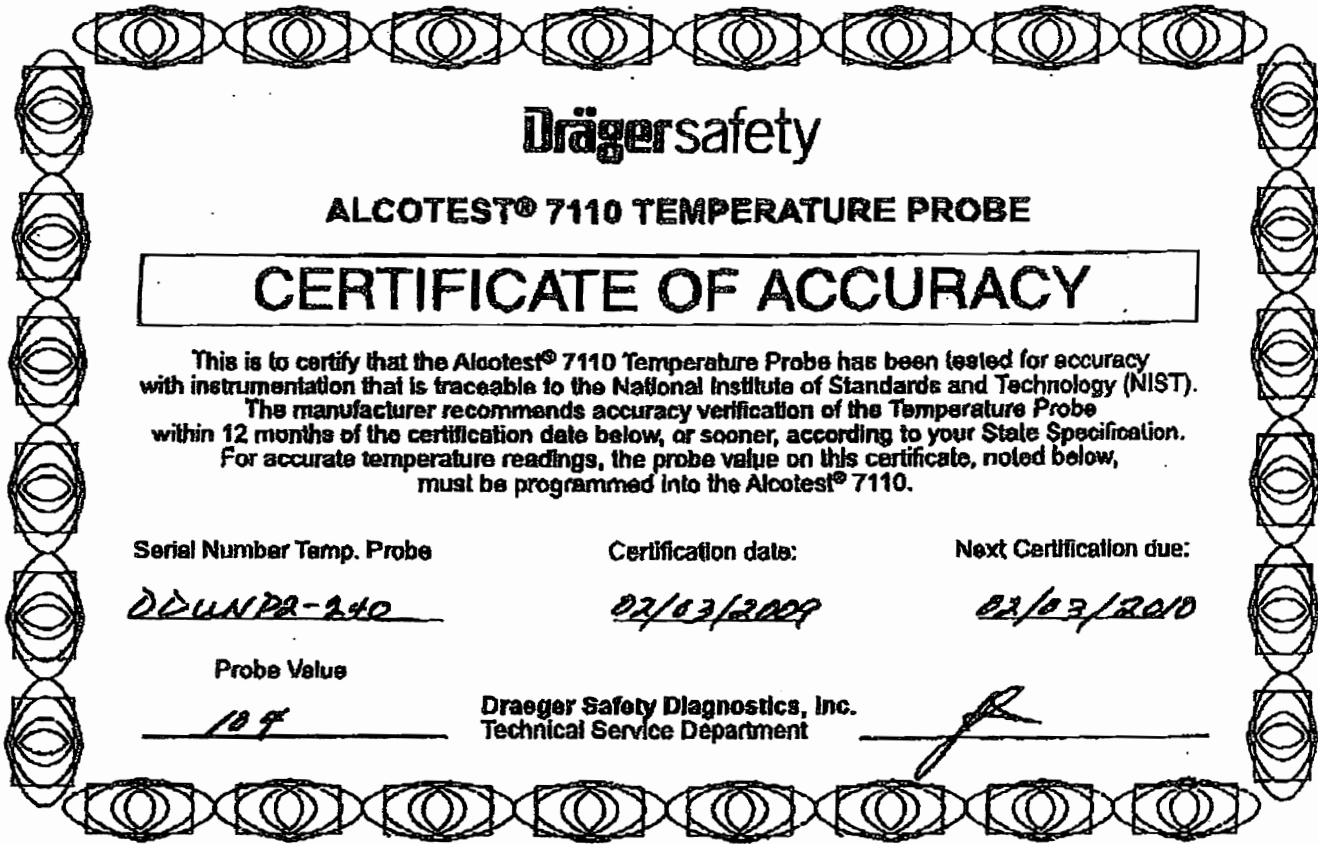 Drägersafety
ALCOTEST® 7110 TEMPERATURE PROBE
CERTIFICATE OF ACCURACY
This is to certify that the Alcotest® 7110 Temperature Probe has been tested for accuracy
with instrumentation that is traceable to the National Institute of Standards and Technology (NIST).
The manufacturer recommends accuracy verification of the Temperature Probe
within 12 months of the certification date below, or sooner, according to your State Specification.
For accurate temperature readings, the probe value on this certificate, noted below,
must be programmed into the Alcotest® 7110.
Serial Number Temp. Probe Certification date: Next Certification due:
DDUNP2-240 02/03/2009 02/03/2010
Probe Value
104
Draeger Safety Diagnostics, Inc.
Technical Service Department